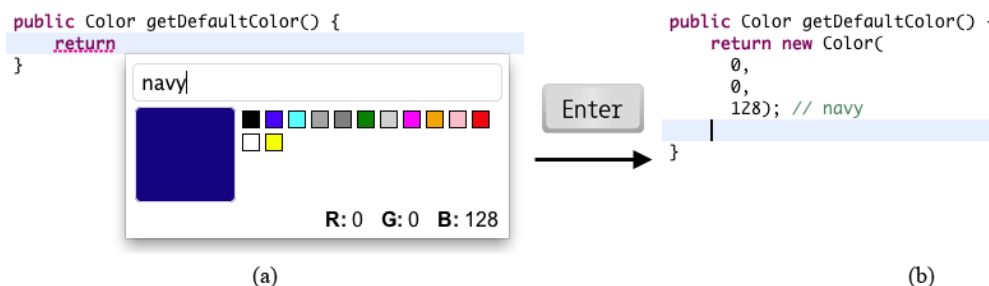 public Color getDefaultColor() {
return
}
navy
R: 0 G: 0 B: 128
(a)
Enter
public Color getDefaultColor() {
return new Color(
0,
0,
128); // navy
}
(b)